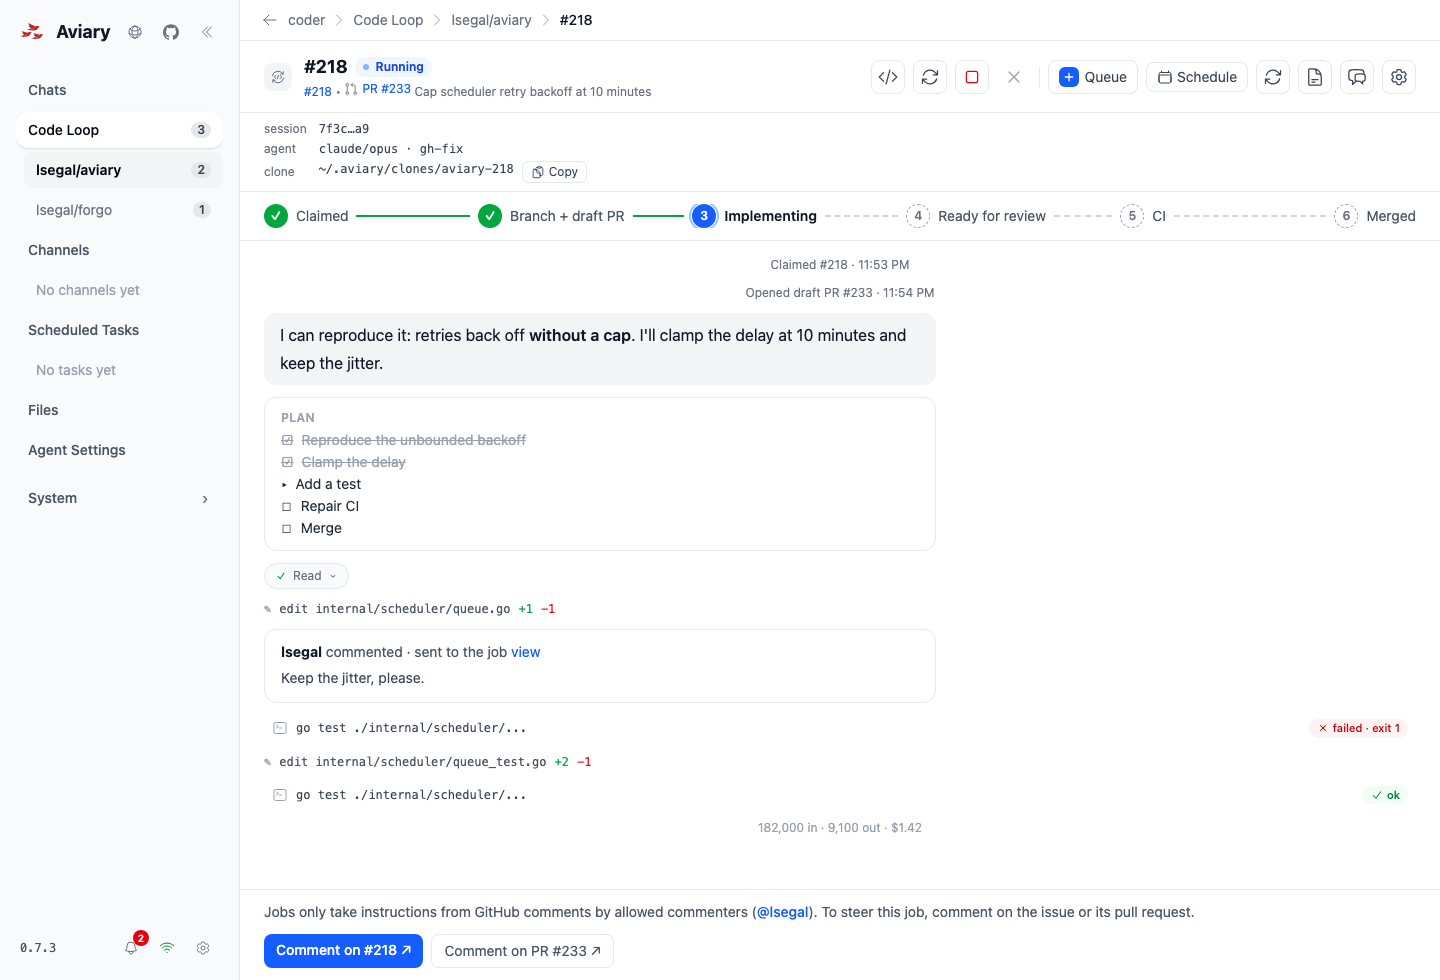 Aviary
Chats
Code Loop 3
lsegal/aviary 2
lsegal/forgo 1
Channels
No channels yet
Scheduled Tasks
No tasks yet
Files
Agent Settings
System
0.7.3
2
coder
Code Loop
lsegal/aviary
#218
#218 Running
#218 • PR #233 Cap scheduler retry backoff at 10 minutes
Queue
Schedule
session 7f3c…a9
agent claude/opus · gh-fix
clone ~/.aviary/clones/aviary-218 Copy
Claimed
Branch + draft PR
3 Implementing
4 Ready for review
5 CI
6 Merged
Claimed #218 · 11:53 PM
Opened draft PR #233 · 11:54 PM
I can reproduce it: retries back off without a cap. I'll clamp the delay at 10 minutes and
keep the jitter.
PLAN
Reproduce the unbounded backoff
Clamp the delay
Add a test
Repair CI
Merge
Read
edit internal/scheduler/queue.go +1 −1
lsegal commented · sent to the job view
Keep the jitter, please.
go test ./internal/scheduler/... failed · exit 1
edit internal/scheduler/queue_test.go +2 −1
go test ./internal/scheduler/... ok
182,000 in · 9,100 out · $1.42
Jobs only take instructions from GitHub comments by allowed commenters (@lsegal). To steer this job, comment on the issue or its pull request.
Comment on #218 ↗
Comment on PR #233 ↗